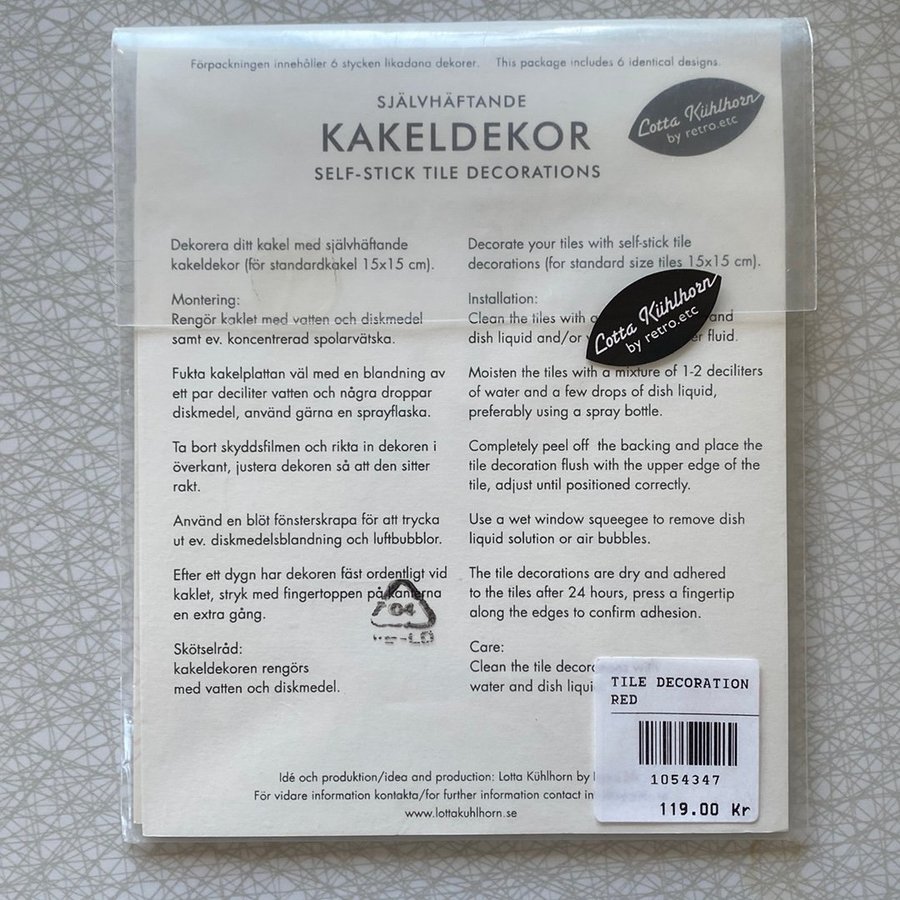 Förpackningen innehåller 6 stycken likadana dekorer. This package includes 6 identical designs.
Lotta Kühlhorn
by retro.etc
SJÄLVHÄFTANDE
KAKELDEKOR
SELF-STICK TILE DECORATIONS
Dekorera ditt kakel med självhäftande
kakeldekor (för standardkakel 15x15 cm).
Montering:
Rengör kaklet med vatten och diskmedel
samt ev. koncentrerad spolarvätska.
Fukta kakelplattan väl med en blandning av
ett par deciliter vatten och några droppar
diskmedel, använd gärna en sprayflaska.
Ta bort skyddsfilmen och rikta in dekoren i
överkant, justera dekoren så att den sitter
rakt.
Använd en blöt fönsterskrapa för att trycka
ut ev. diskmedelsblandning och luftbubblor.
Efter ett dygn har dekoren fäst ordentligt vid
kaklet, stryk med fingertoppen på kanterna
en extra gång.
Skötselråd:
kakeldekoren rengörs
med vatten och diskmedel.
Decorate your tiles with self-stick tile
decorations (for standard size tiles 15x15 cm).
Installation:
Clean the tiles with and
dish liquid and/or fluid.
Lotta Kühlhorn
by retro.etc
Moisten the tiles with a mixture of 1-2 deciliters
of water and a few drops of dish liquid,
preferably using a spray bottle.
Completely peel off the backing and place the
tile decoration flush with the upper edge of the
tile, adjust until positioned correctly.
Use a wet window squeegee to remove dish
liquid solution or air bubbles.
The tile decorations are dry and adhered
to the tiles after 24 hours, press a fingertip
along the edges to confirm adhesion.
Care:
Clean the tile
water and dish
04
TILE DECORATION
RED
1054347
119.00 Kr
Idé och produktion/idea and production: Lotta Kühlhorn by
För vidare information kontakta/for further information contact
www.lottakuhlhorn.se